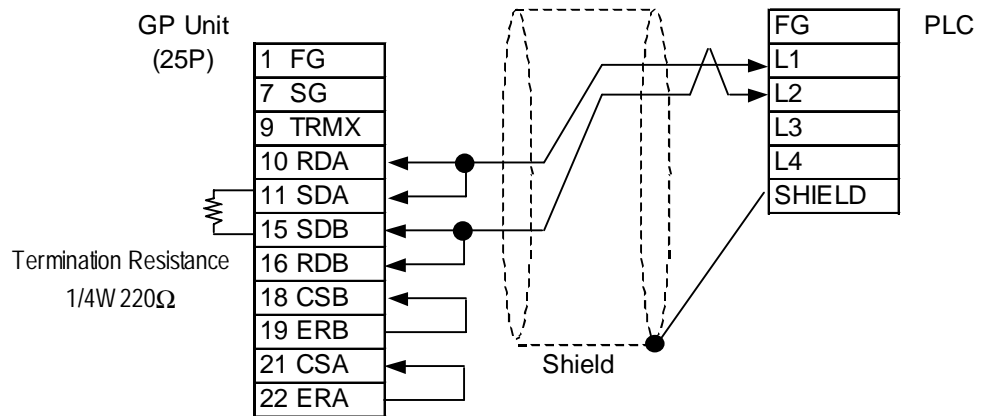 GP Unit
(25P)
1 FG
7 SG
9 TRMX
10 RDA
11 SDA
15 SDB
16 RDB
18 CSB
19 ERB
21 CSA
22 ERA
Termination Resistance
1/4W 220Ω
Shield
PLC
FG
L1
L2
L3
L4
SHIELD